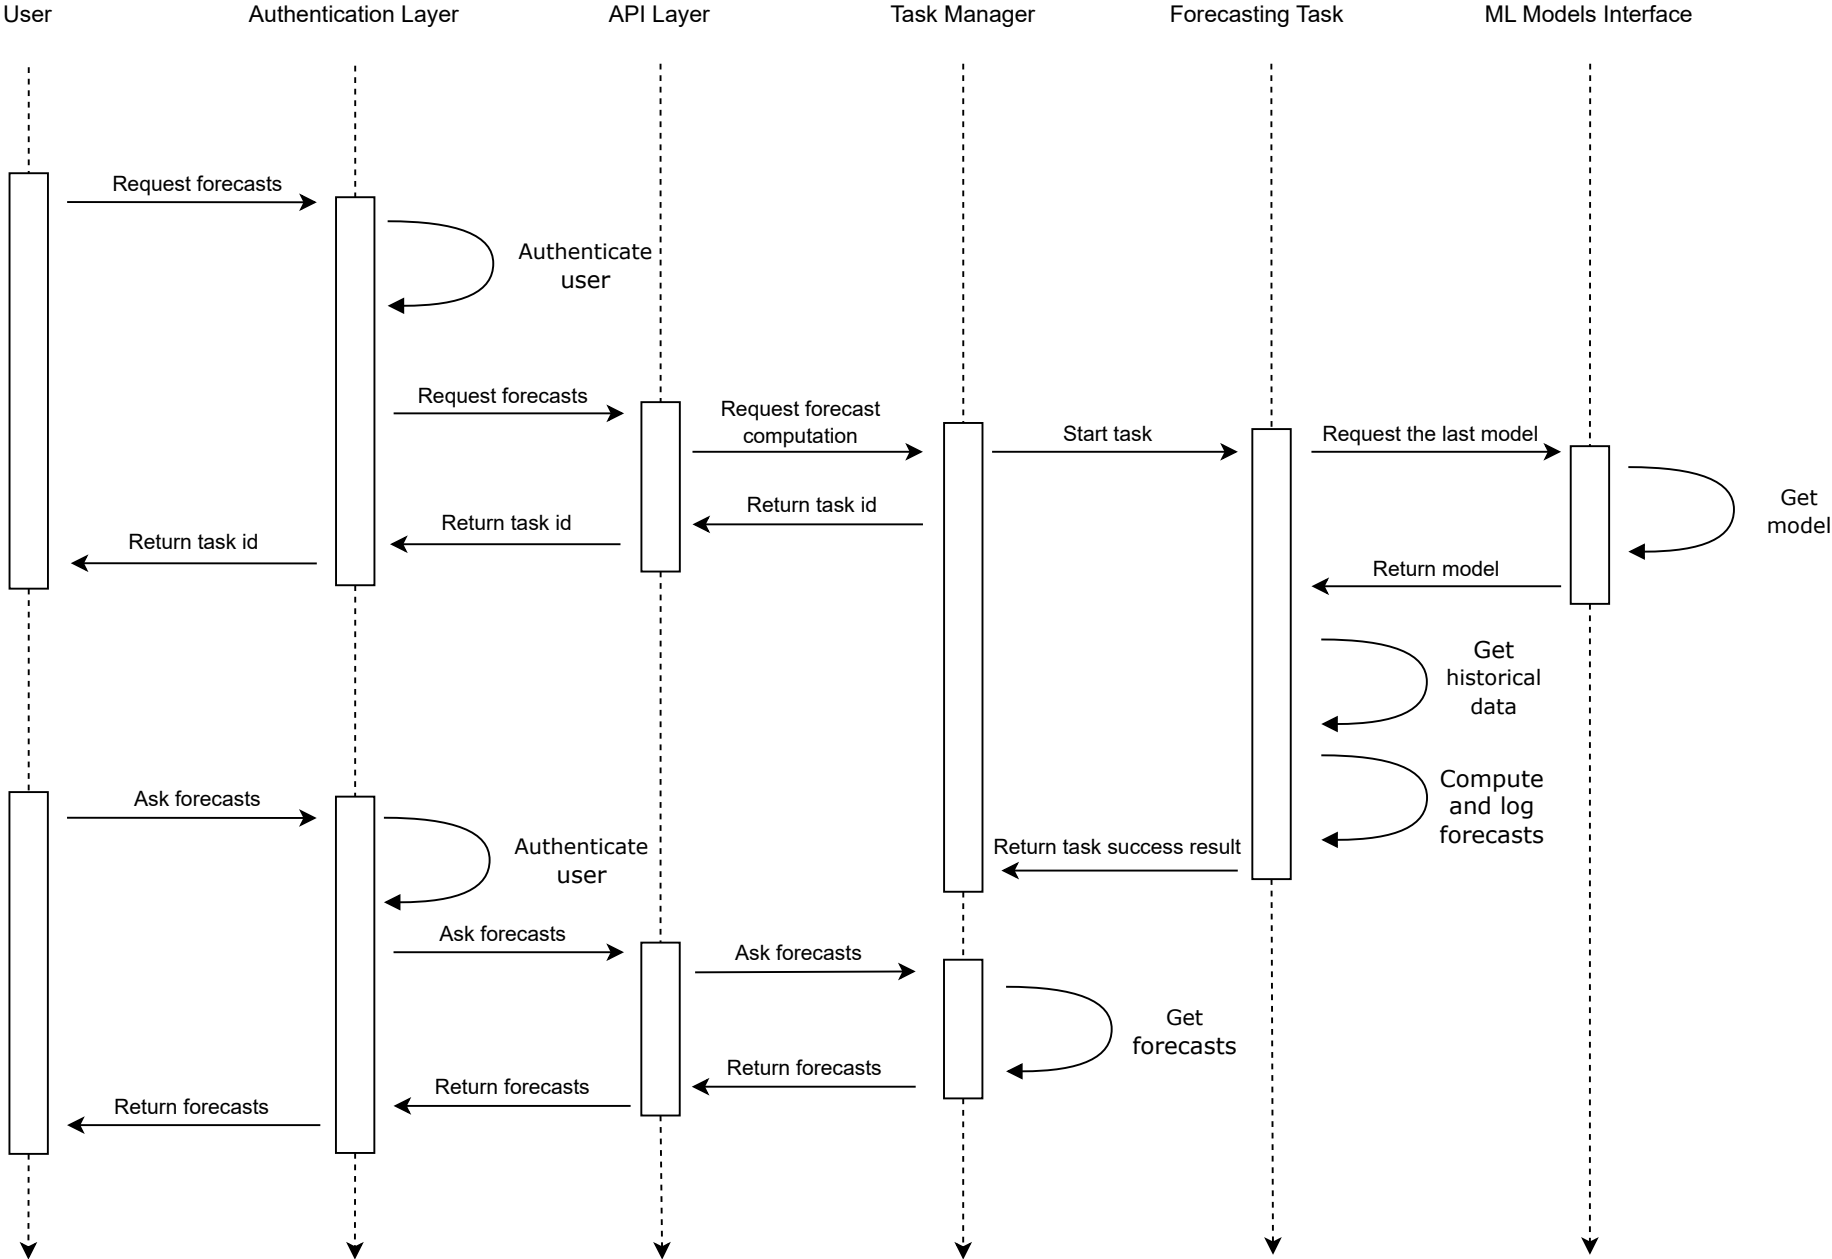 User
Authentication Layer
API Layer
Task Manager
Forecasting Task
ML Models Interface
Request forecasts
Authenticate
user
Request forecasts
Request forecast
computation
Start task
Request the last model
Get
model
Return task id
Return task id
Return task id
Return model
Get
historical
data
Compute
and log
forecasts
Ask forecasts
Authenticate
user
Return task success result
Ask forecasts
Ask forecasts
Get
forecasts
Return forecasts
Return forecasts
Return forecasts